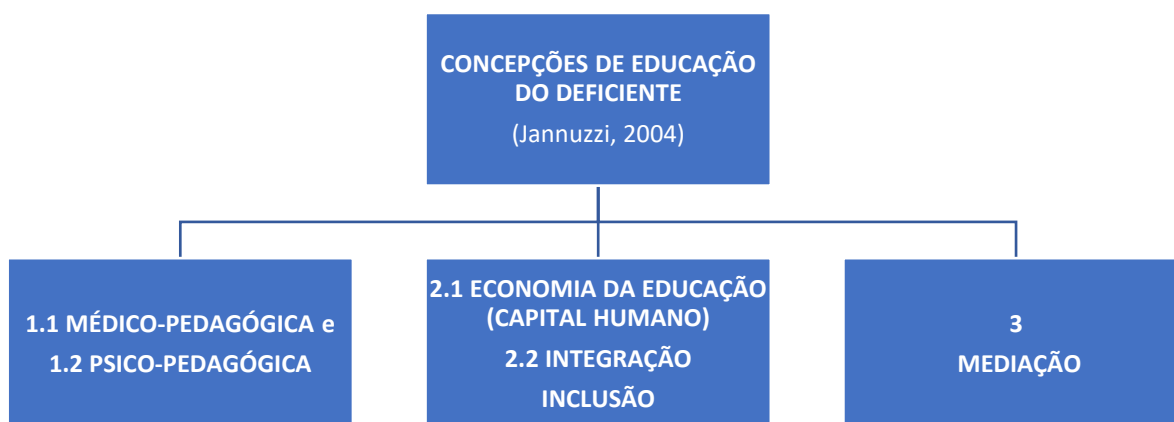 CONCEPÇÕES DE EDUCAÇÃO
DO DEFICIENTE
(Jannuzzi, 2004)
1.1 MÉDICO-PEDAGÓGICA e
1.2 PSICO-PEDAGÓGICA
2.1 ECONOMIA DA EDUCAÇÃO
(CAPITAL HUMANO)
2.2 INTEGRAÇÃO
INCLUSÃO
3
MEDIAÇÃO